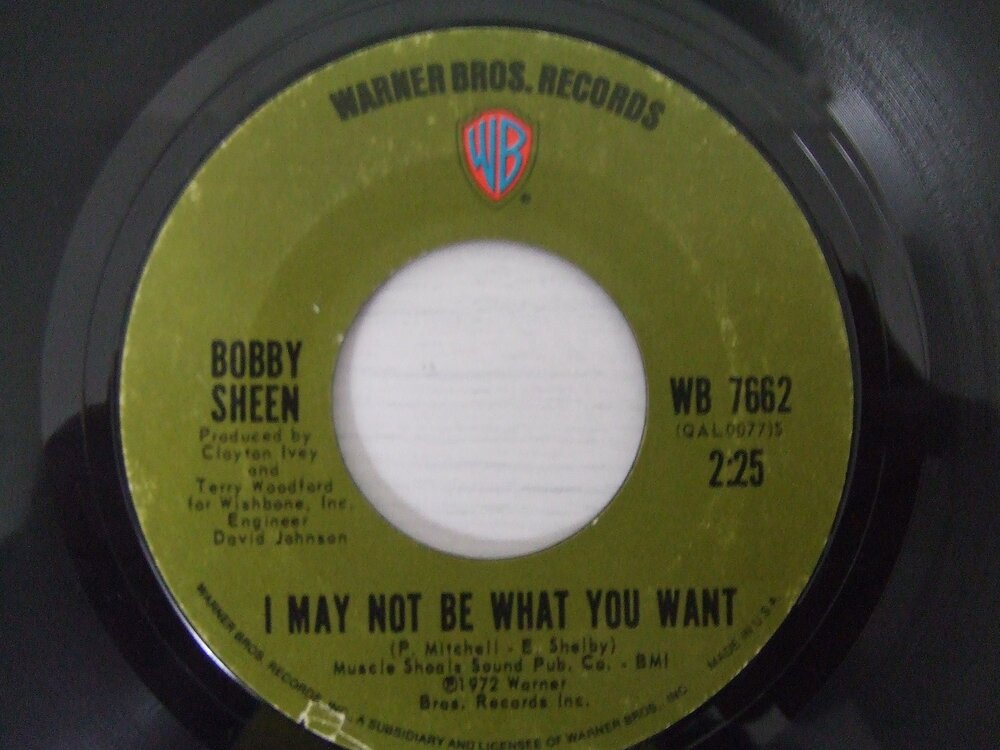 WARNER BROS. RECORDS
WB
BOBBY
SHEEN
Produced by
Clayton Ivey
and
Terry Woodford
for Wishbone, Inc.
Engineer
David Johnson
WB 7662
(QAL0077)S
2:25
I MAY NOT BE WHAT YOU WANT
(P. Mitchell - E. Shelby)
Muscle Shoals Sound Pub. Co. - BMI
℗1972 Warner
Bros. Records Inc.
WARNER BROS. RECORDS INC., A SUBSIDIARY AND LICENSEE OF WARNER BROS., INC.
MADE IN U.S.A.